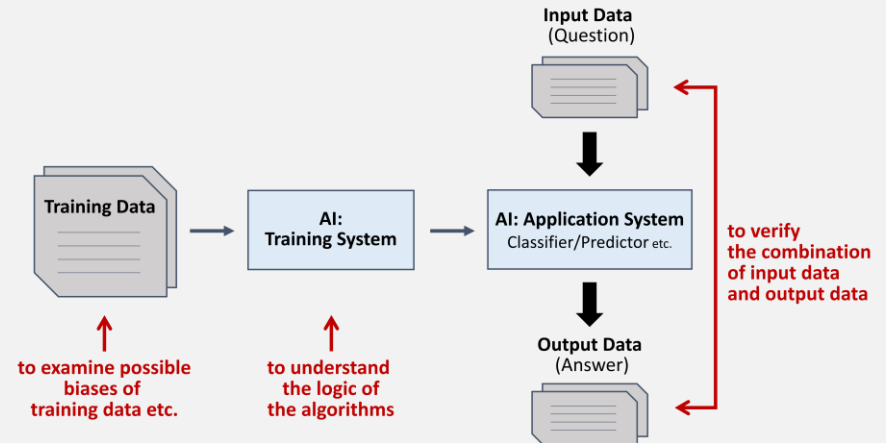 Input Data
(Question)
Training Data
AI:
Training System
AI: Application System
Classifier/Predictor etc.
to verify
the combination
of input data
and output data
Output Data
(Answer)
to examine possible
biases of
training data etc.
to understand
the logic of
the algorithms